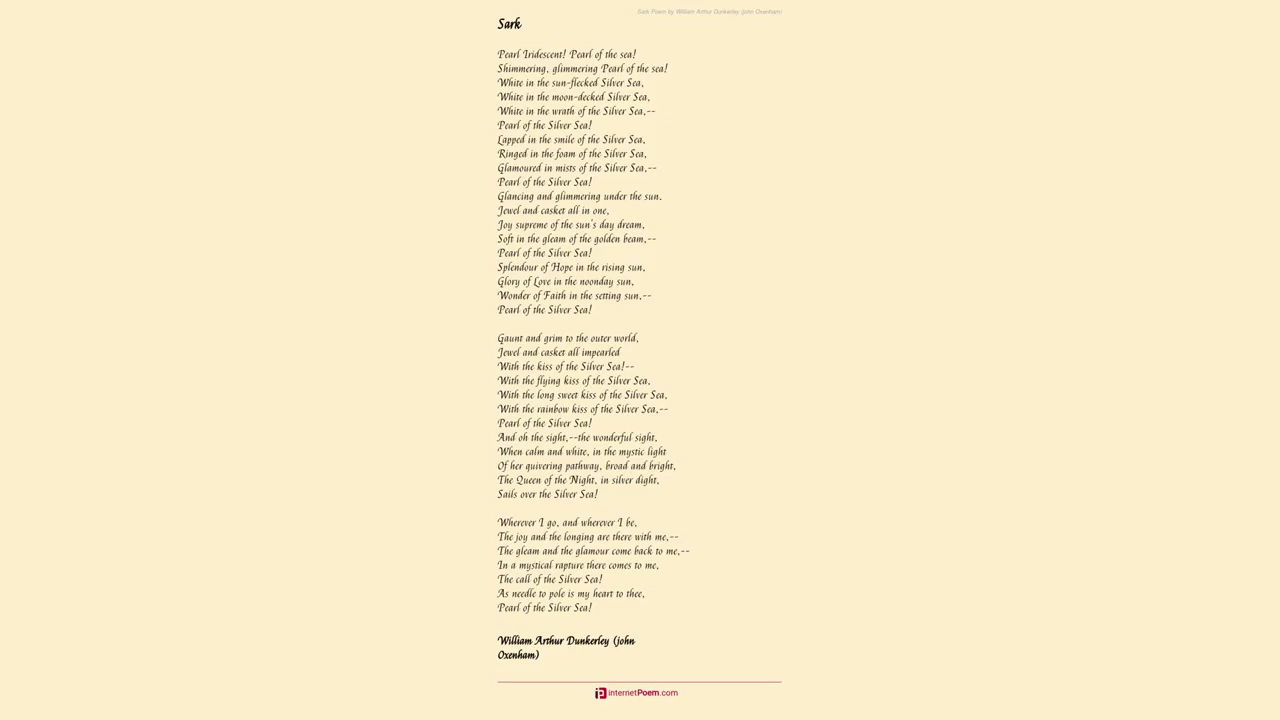 Sark Poem by William Arthur Dunkerley (john Oxenham)
Sark
Pearl Iridescent! Pearl of the sea!
Shimmering, glimmering Pearl of the sea!
White in the sun-flecked Silver Sea,
White in the moon-decked Silver Sea,
White in the wrath of the Silver Sea,--
Pearl of the Silver Sea!
Lapped in the smile of the Silver Sea,
Ringed in the foam of the Silver Sea,
Glamoured in mists of the Silver Sea,--
Pearl of the Silver Sea!
Glancing and glimmering under the sun.
Jewel and casket all in one,
Joy supreme of the sun's day dream,
Soft in the gleam of the golden beam,--
Pearl of the Silver Sea!
Splendour of Hope in the rising sun,
Glory of Love in the noonday sun,
Wonder of Faith in the setting sun,--
Pearl of the Silver Sea!
Gaunt and grim to the outer world,
Jewel and casket all impearled
With the kiss of the Silver Sea!--
With the flying kiss of the Silver Sea,
With the long sweet kiss of the Silver Sea,
With the rainbow kiss of the Silver Sea,--
Pearl of the Silver Sea!
And oh the sight,--the wonderful sight,
When calm and white, in the mystic light
Of her quivering pathway, broad and bright,
The Queen of the Night, in silver dight,
Sails over the Silver Sea!
Wherever I go, and wherever I be,
The joy and the longing are there with me,--
The gleam and the glamour come back to me,--
In a mystical rapture there comes to me,
The call of the Silver Sea!
As needle to pole is my heart to thee,
Pearl of the Silver Sea!
William Arthur Dunkerley (john
Oxenham)
internetPoem.com